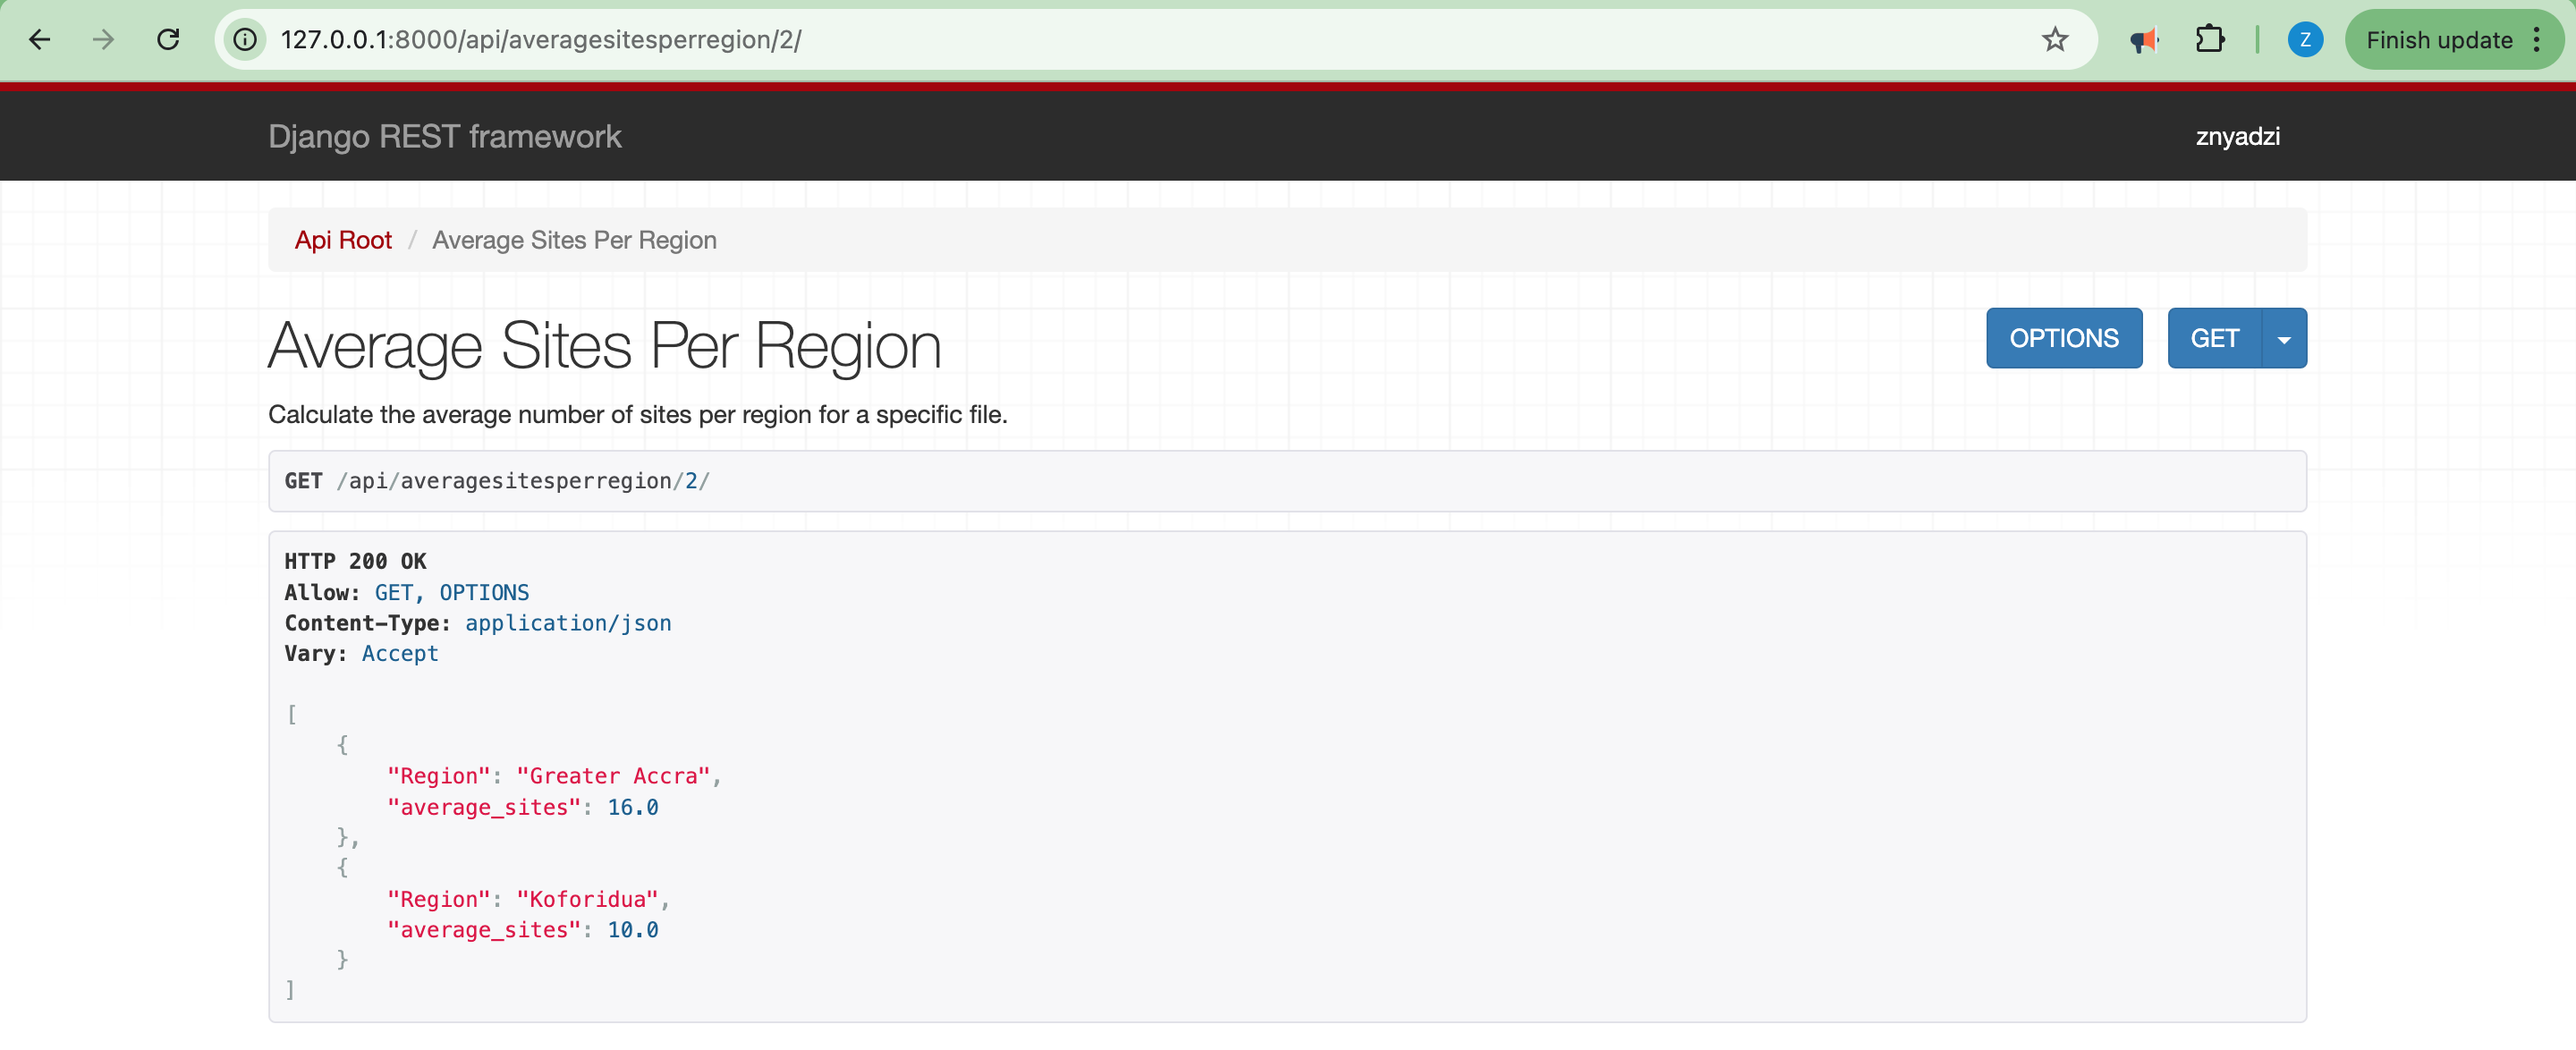 127.0.0.1:8000/api/averagesitesperregion/2/
Z
Finish update
Django REST framework
znyadzi
Api Root / Average Sites Per Region
Average Sites Per Region
OPTIONS
GET
Calculate the average number of sites per region for a specific file.
GET /api/averagesitesperregion/2/
HTTP 200 OK
Allow: GET, OPTIONS
Content-Type: application/json
Vary: Accept
[
    {
        "Region": "Greater Accra",
        "average_sites": 16.0
    },
    {
        "Region": "Koforidua",
        "average_sites": 10.0
    }
]